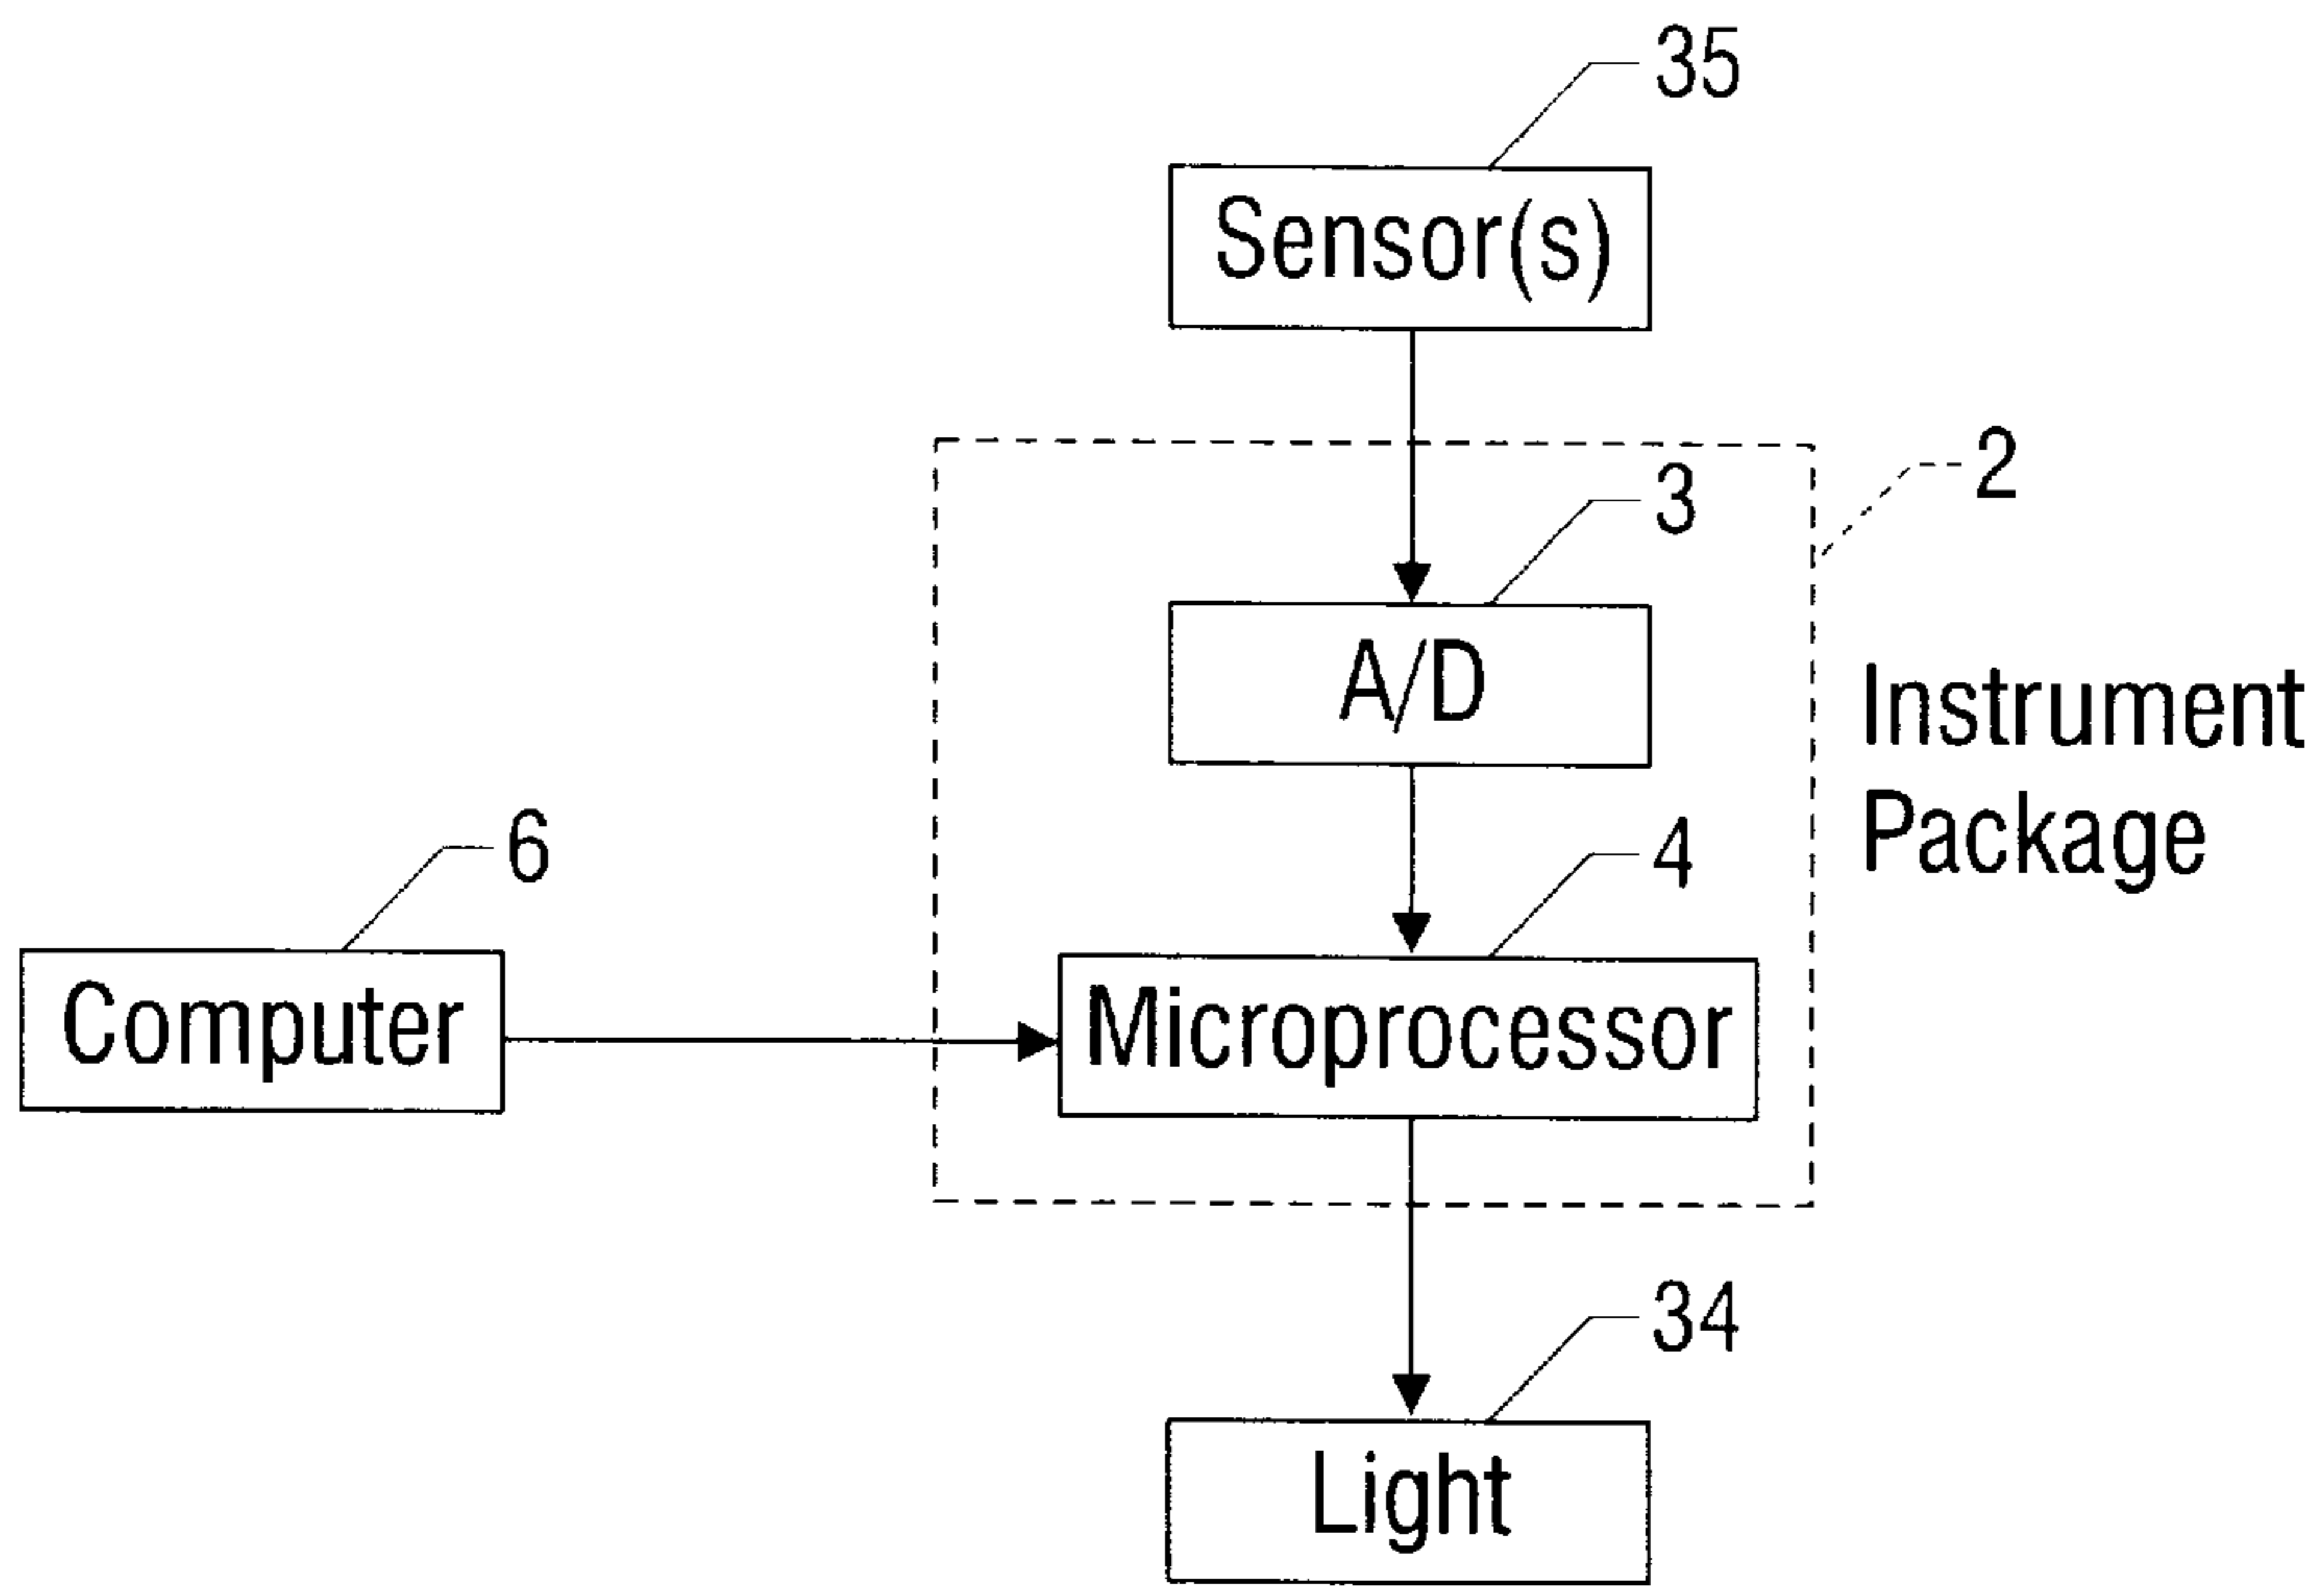 35
Sensor(s)
2
3
A/D
Instrument
Package
6
4
Computer
Microprocessor
34
Light